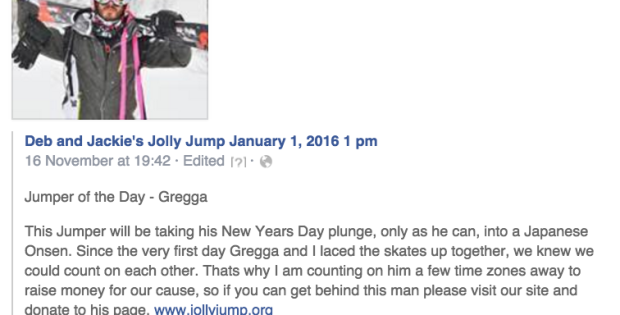 Deb and Jackie's Jolly Jump January 1, 2016 1 pm
16 November at 19:42 · Edited [?] ·
Jumper of the Day - Gregga
This Jumper will be taking his New Years Day plunge, only as he can, into a Japanese
Onsen. Since the very first day Gregga and I laced the skates up together, we knew we
could count on each other. Thats why I am counting on him a few time zones away to
raise money for our cause, so if you can get behind this man please visit our site and
donate to his page. www.jollyjump.org